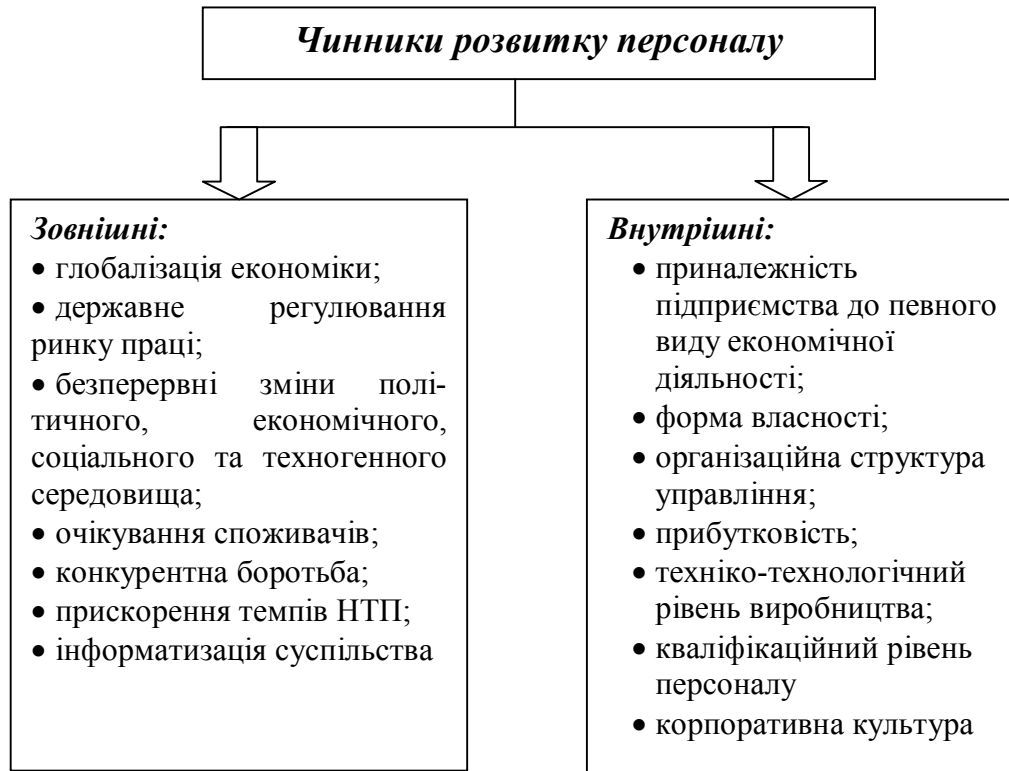 Чинники розвитку персоналу
Зовнішні:
• глобалізація економіки;
• державне регулювання
ринку праці;
• безперервні зміни полі-
тичного, економічного,
соціального та техногенного
середовища;
• очікування споживачів;
• конкурентна боротьба;
• прискорення темпів НТП;
• інформатизація суспільства
Внутрішні:
• приналежність
підприємства до певного
виду економічної
діяльності;
• форма власності;
• організаційна структура
управління;
• прибутковість;
• техніко-технологічний
рівень виробництва;
• кваліфікаційний рівень
персоналу
• корпоративна культура